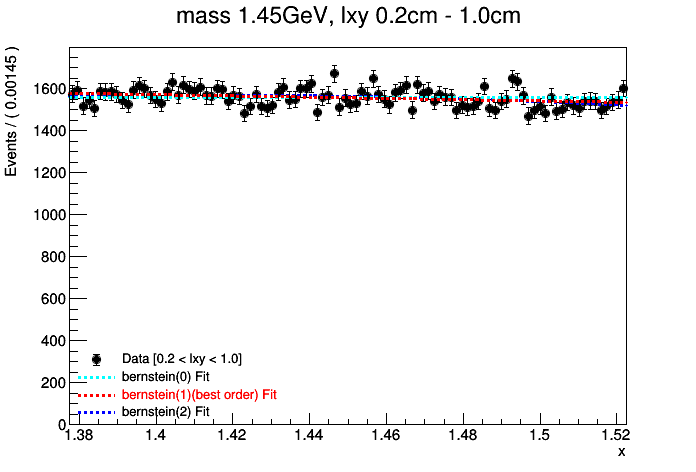 mass 1.45GeV, lxy 0.2cm - 1.0cm
Events / ( 0.00145 )
1600
1400
1200
1000
800
600
400
200
0
Data [0.2 < lxy < 1.0]
bernstein(0) Fit
bernstein(1)(best order) Fit
bernstein(2) Fit
1.38 1.4 1.42 1.44 1.46 1.48 1.5 1.52
x